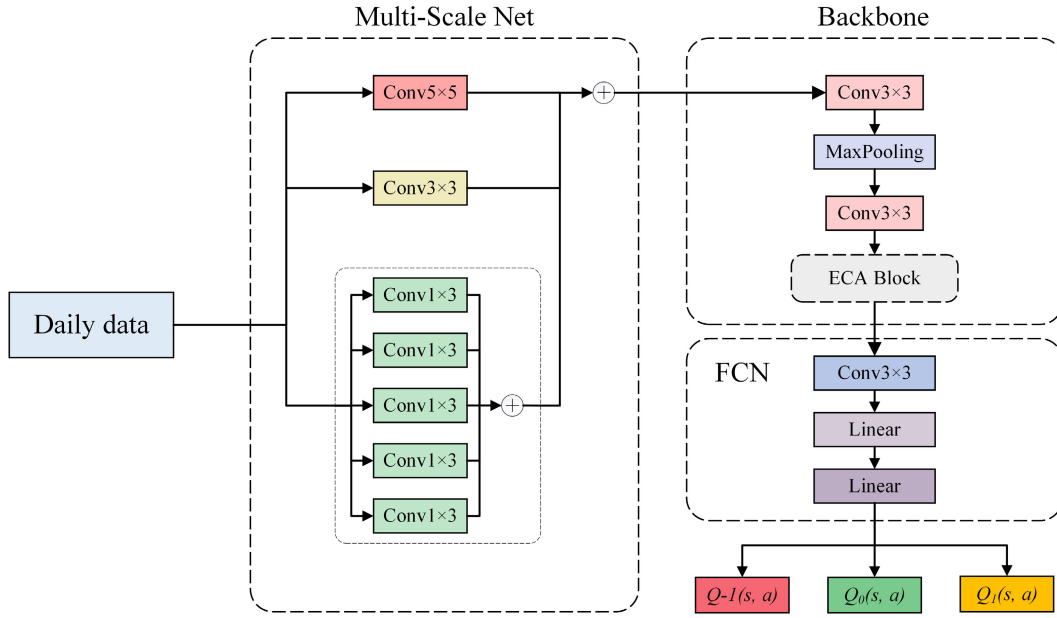 Multi-Scale Net
Backbone
Conv5×5
Conv3×3
Conv1×3
Conv1×3
Conv1×3
Conv1×3
Conv1×3
Daily data
Conv3×3
MaxPooling
Conv3×3
ECA Block
FCN
Conv3×3
Linear
Linear
Q-1(s, a)
Q₀(s, a)
Q₁(s, a)